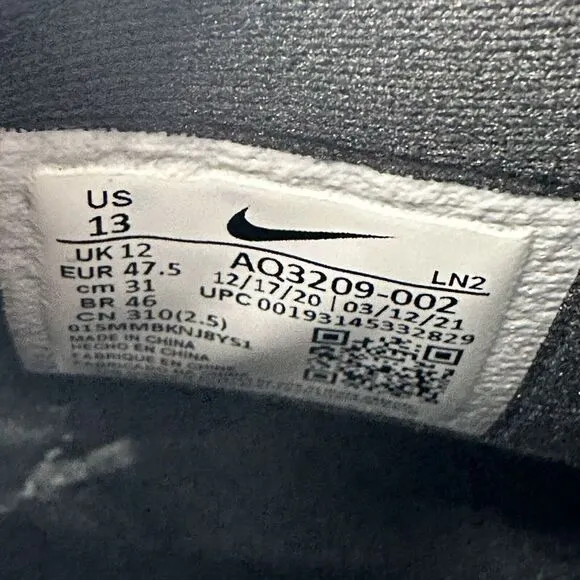 US
13
UK 12
EUR 47.5
cm 31
BR 46
CN 310(2.5)
015MMBKNJ8YS1
MADE IN CHINA
HECHO EN CHINA
FABRIQUE EN CHINE
LN2
AQ3209-002
12/17/20 | 03/12/21
UPC 00193145332829